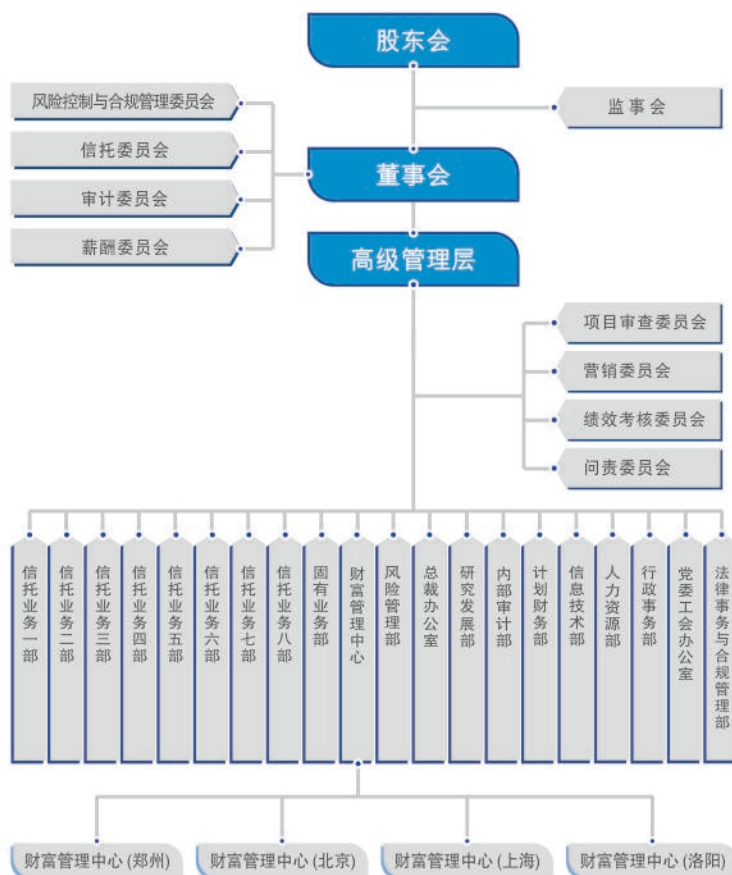 股东会
风险控制与合规管理委员会
监事会
信托委员会
董事会
审计委员会
薪酬委员会
高级管理层
项目审查委员会
营销委员会
绩效考核委员会
问责委员会
信托业务一部
信托业务二部
信托业务三部
信托业务四部
信托业务五部
信托业务六部
信托业务七部
信托业务八部
固有业务部
财富管理中心
风险管理部
总裁办公室
研究发展部
内部审计部
计划财务部
信息技术部
人力资源部
行政事务部
党委工会办公室
法律事务与合规管理部
财富管理中心(郑州)
财富管理中心(北京)
财富管理中心(上海)
财富管理中心(洛阳)